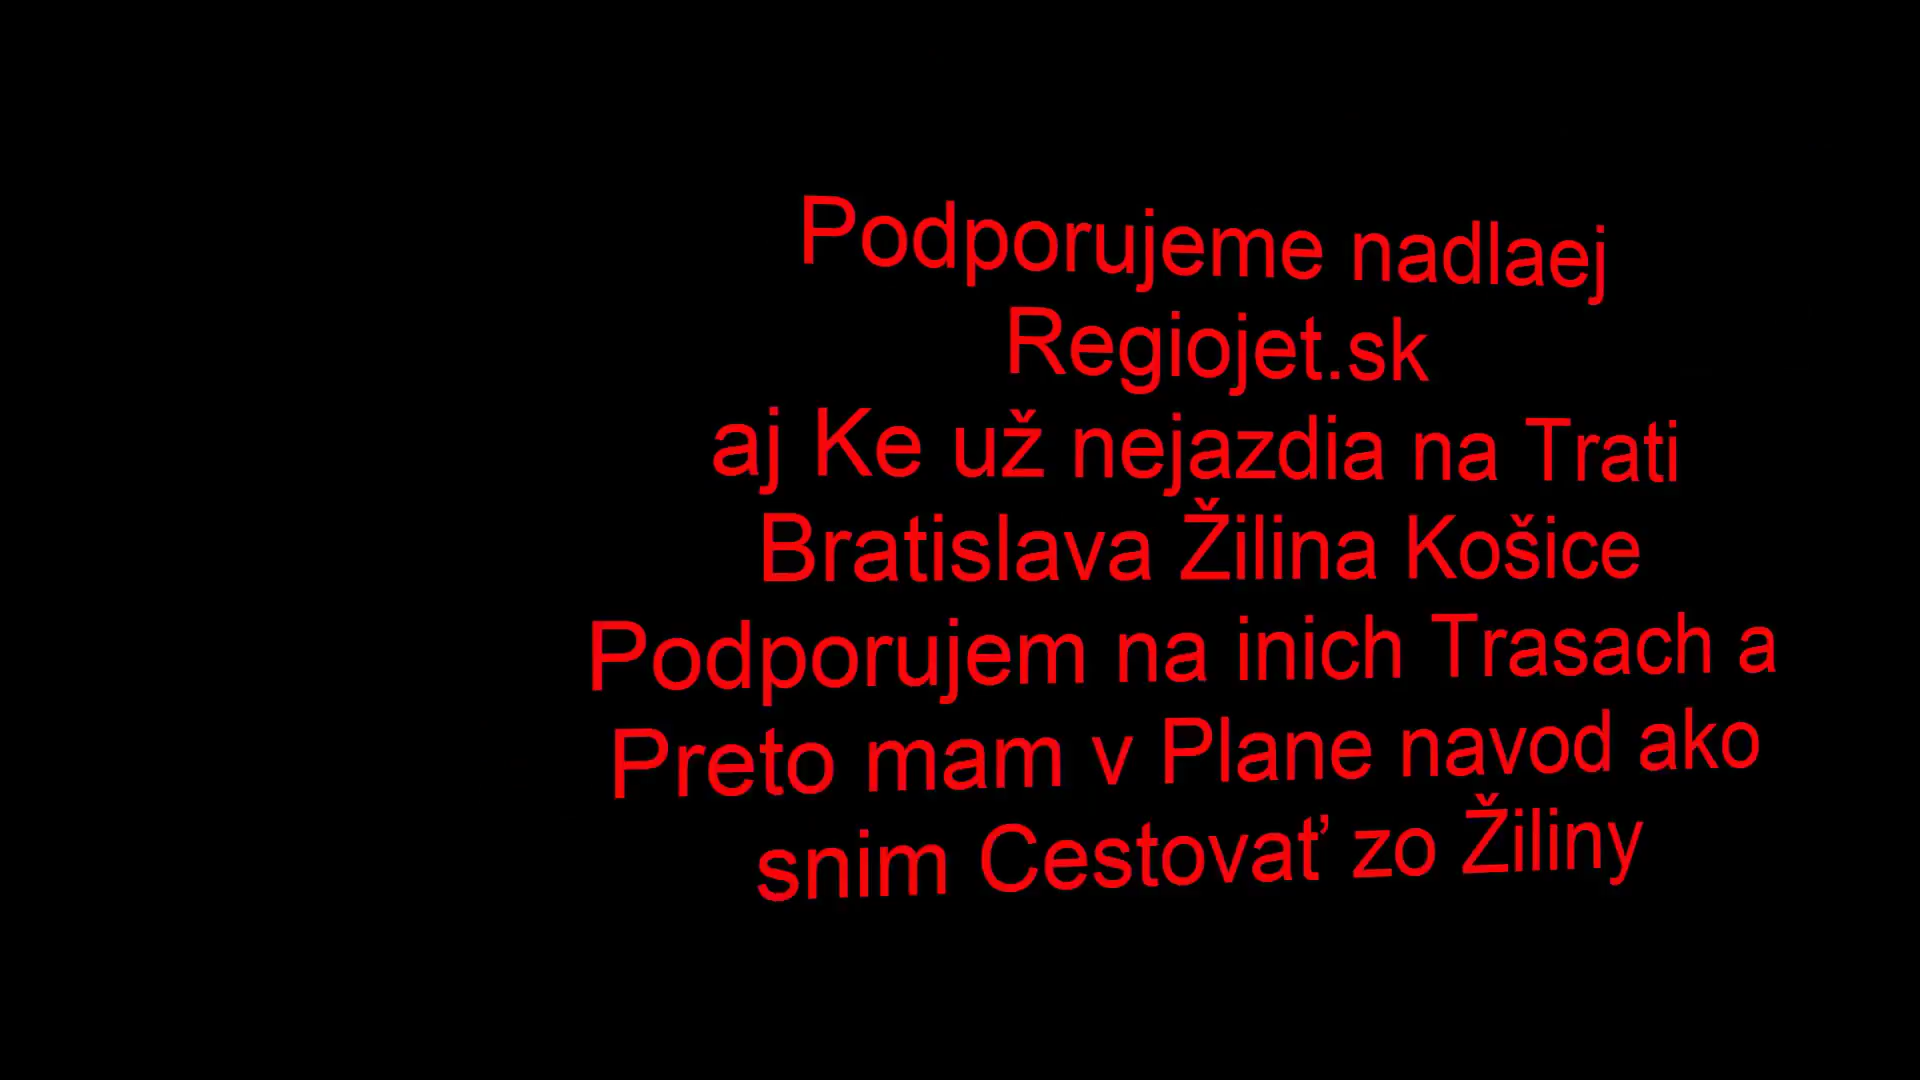 Podporujeme nadlaej
Regiojet.sk
aj Ke už nejazdia na Trati
Bratislava Žilina Košice
Podporujem na inich Trasach a
Preto mam v Plane navod ako
snim Cestovať zo Žiliny